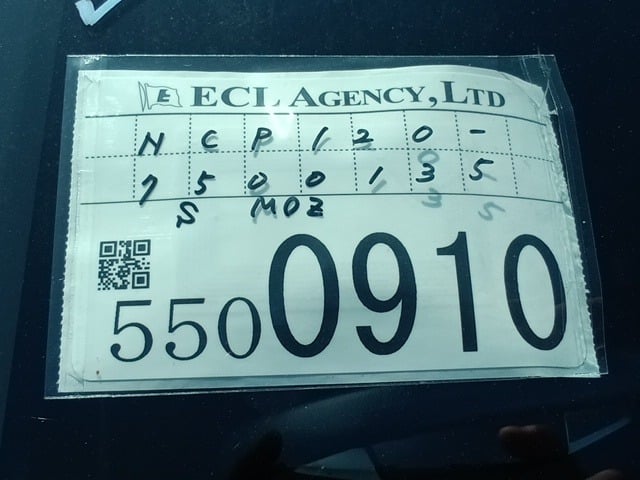 E ECL AGENCY, LTD
NCP120-
7500135
S MOZ
5500910